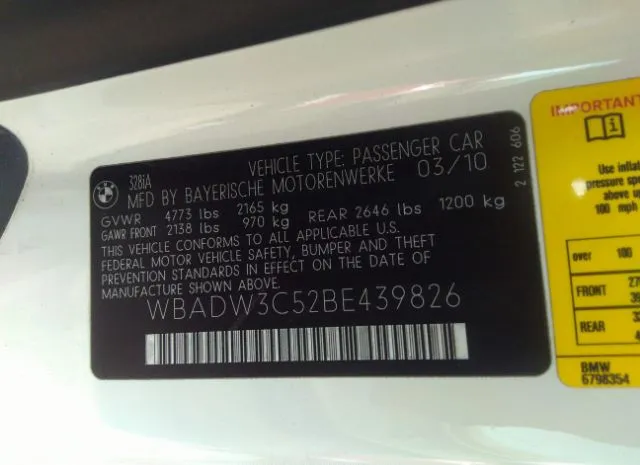 BMW
328iA
VEHICLE TYPE: PASSENGER CAR
MFD BY BAYERISCHE MOTORENWERKE 03/10
GVWR 4773 lbs 2165 kg
GAWR FRONT 2138 lbs 970 kg REAR 2646 lbs 1200 kg
THIS VEHICLE CONFORMS TO ALL APPLICABLE U.S.
FEDERAL MOTOR VEHICLE SAFETY, BUMPER AND THEFT
PREVENTION STANDARDS IN EFFECT ON THE DATE OF
MANUFACTURE SHOWN ABOVE.
WBADW3C52BE439826
2 122 606
IMPORTANT
Use inflat
pressure spe
above u
100 mph
over 100
FRONT
REAR
BMW
6798354